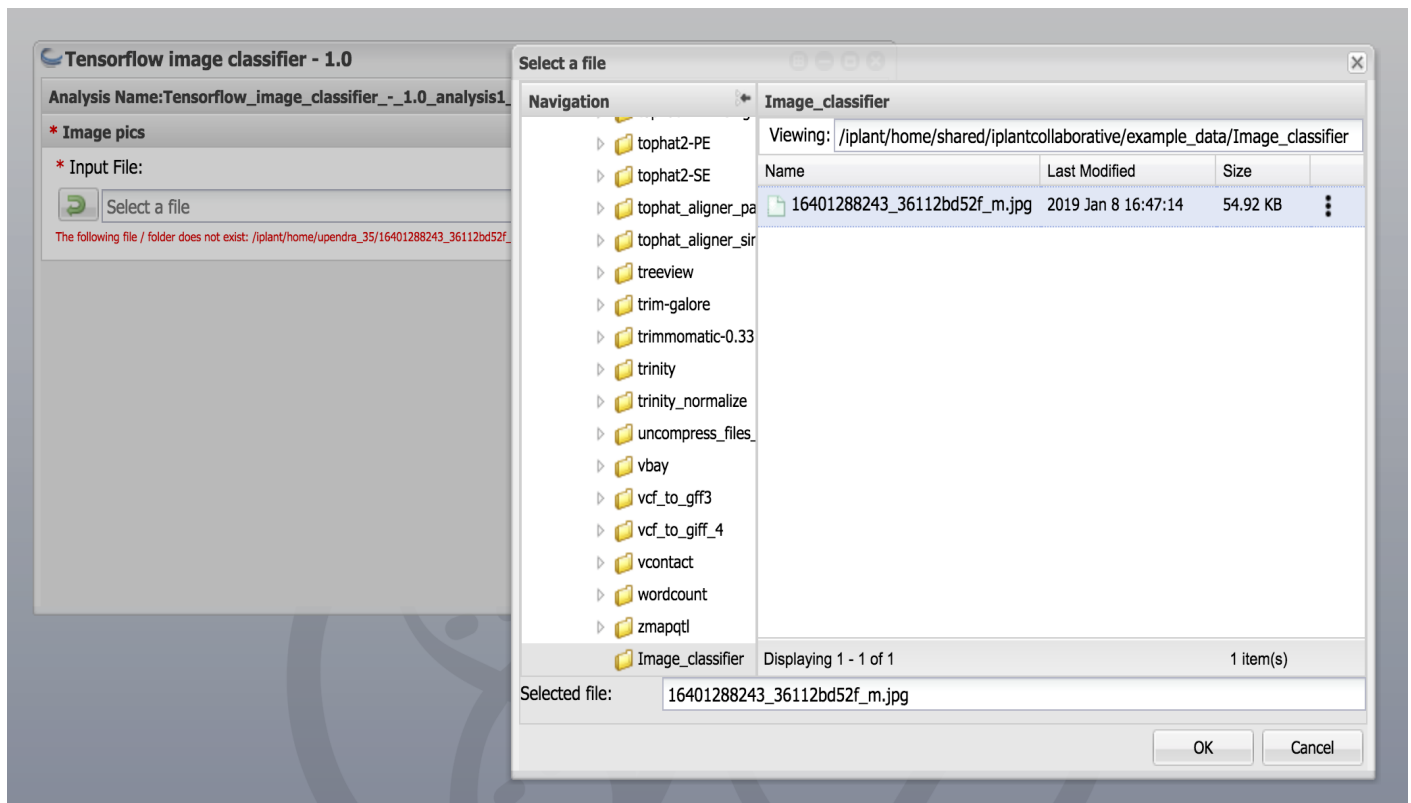 Tensorflow image classifier - 1.0
Analysis Name:Tensorflow_image_classifier_-_1.0_analysis1_
* Image pics
* Input File:
Select a file
The following file / folder does not exist: /iplant/home/upendra_35/16401288243_36112bd52f_
Select a file
Navigation
tophat2-PE
tophat2-SE
tophat_aligner_pa
tophat_aligner_sin
treeview
trim-galore
trimmomatic-0.33
trinity
trinity_normalize
uncompress_files_
vbay
vcf_to_gff3
vcf_to_giff_4
vcontact
wordcount
zmapqtl
Image_classifier
Image_classifier
Viewing: /iplant/home/shared/iplantcollaborative/example_data/Image_classifier
Name Last Modified Size
16401288243_36112bd52f_m.jpg 2019 Jan 8 16:47:14 54.92 KB
Displaying 1 - 1 of 1 1 item(s)
Selected file: 16401288243_36112bd52f_m.jpg
OK Cancel